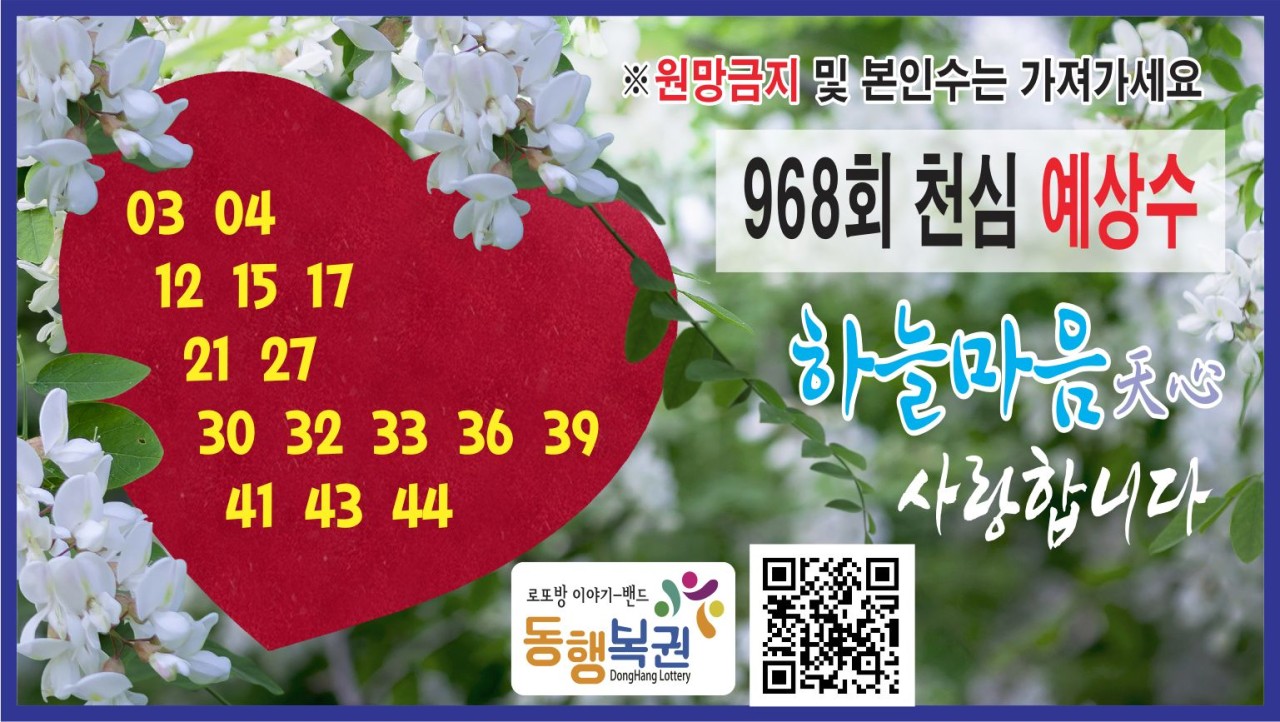 ※원망금지 및 본인수는 가져가세요
968회 천심 예상수
03 04
12 15 17
21 27
30 32 33 36 39
41 43 44
하늘마음天心
사랑합니다
로또방 이야기-밴드
동행복권
DongHang Lottery